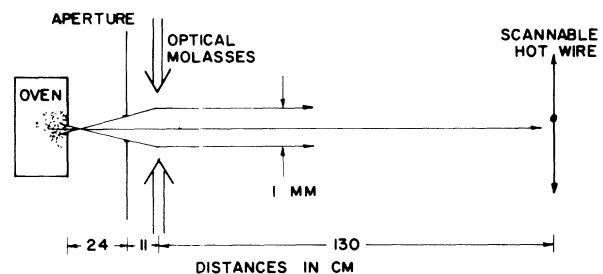 APERTURE
OPTICAL
MOLASSES
SCANNABLE
HOT WIRE
OVEN
1 MM
24
11
130
DISTANCES IN CM